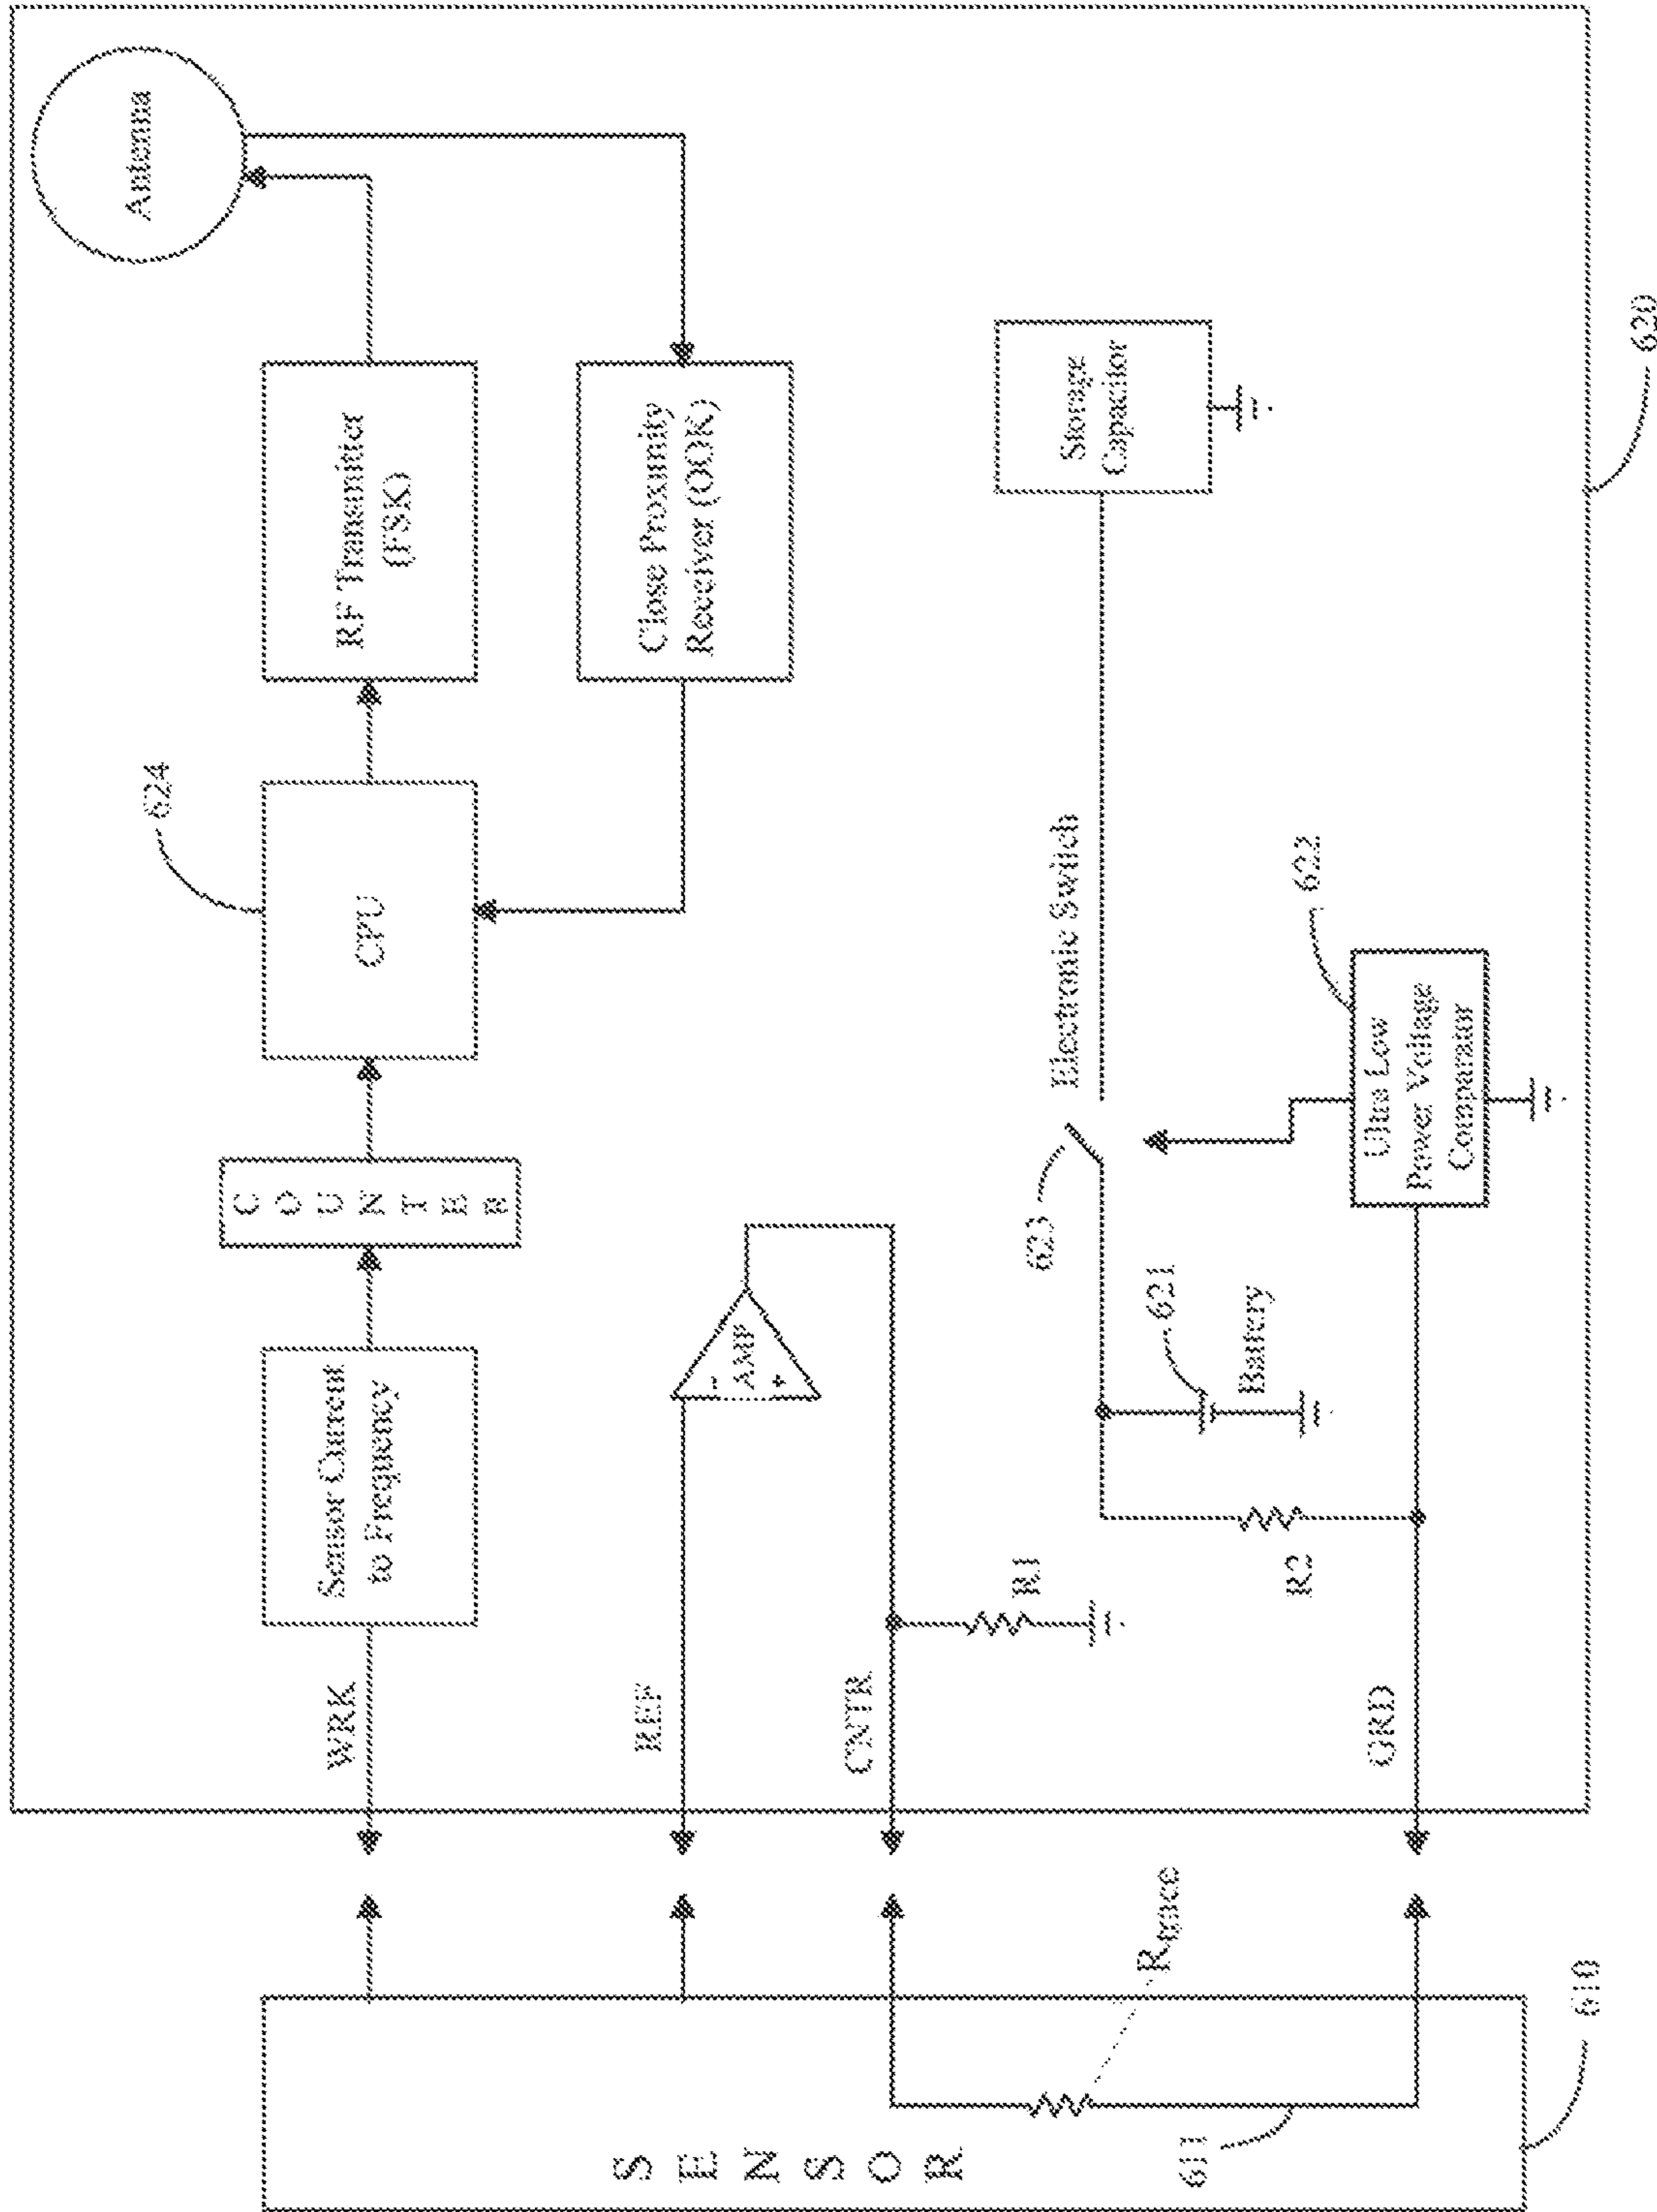 Antenna
624
COUNTER
CPU
RF Transmitter
(FSK)
Sensor Current
to Frequency
WRK
REF
- AMP +
Close Proximity
Receiver (OOK)
CNTR
R1
623
Electronic Switch
Storage
Capacitor
621
Battery
R2
622
Ultra Low
Power Voltage
Comparator
GRD
620
SENSOR
Rtrace
611
610